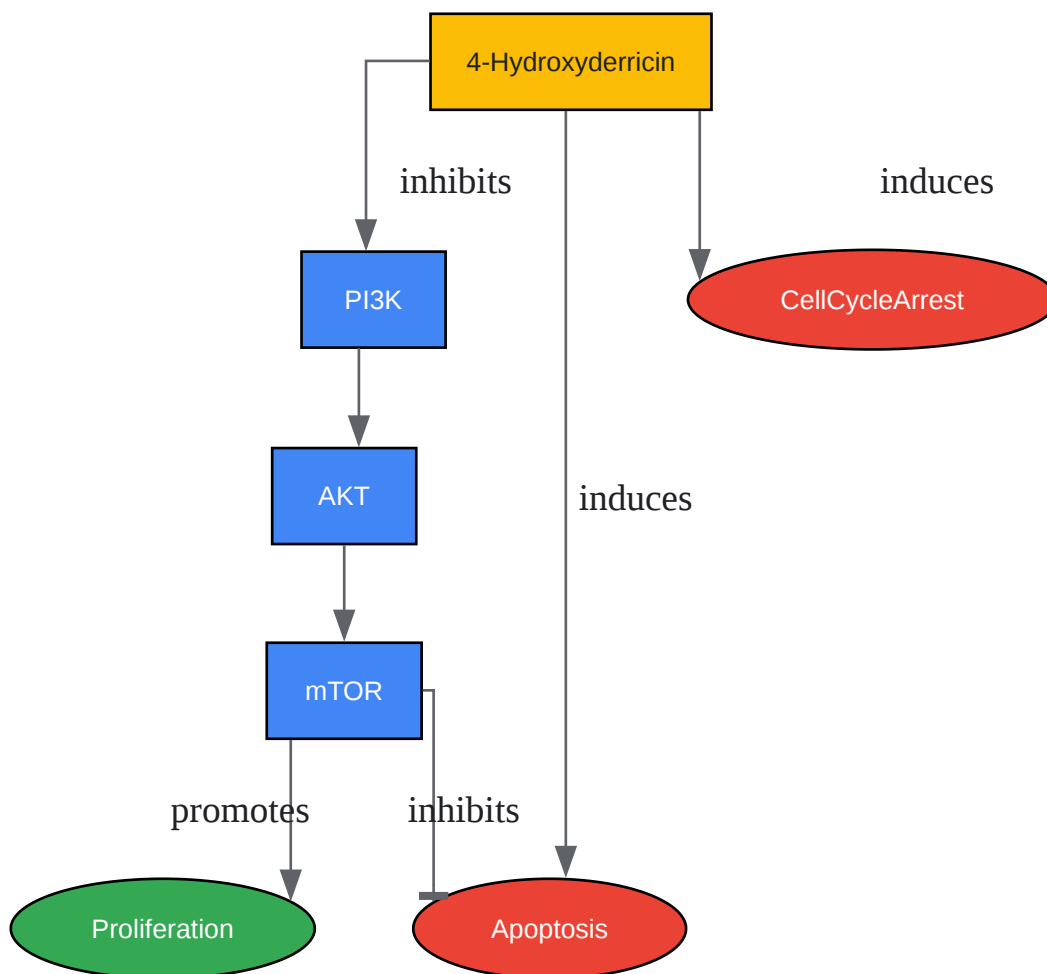 4-Hydroxyderricin
inhibits
induces
PI3K
CellCycleArrest
AKT
induces
mTOR
promotes
inhibits
Proliferation
Apoptosis